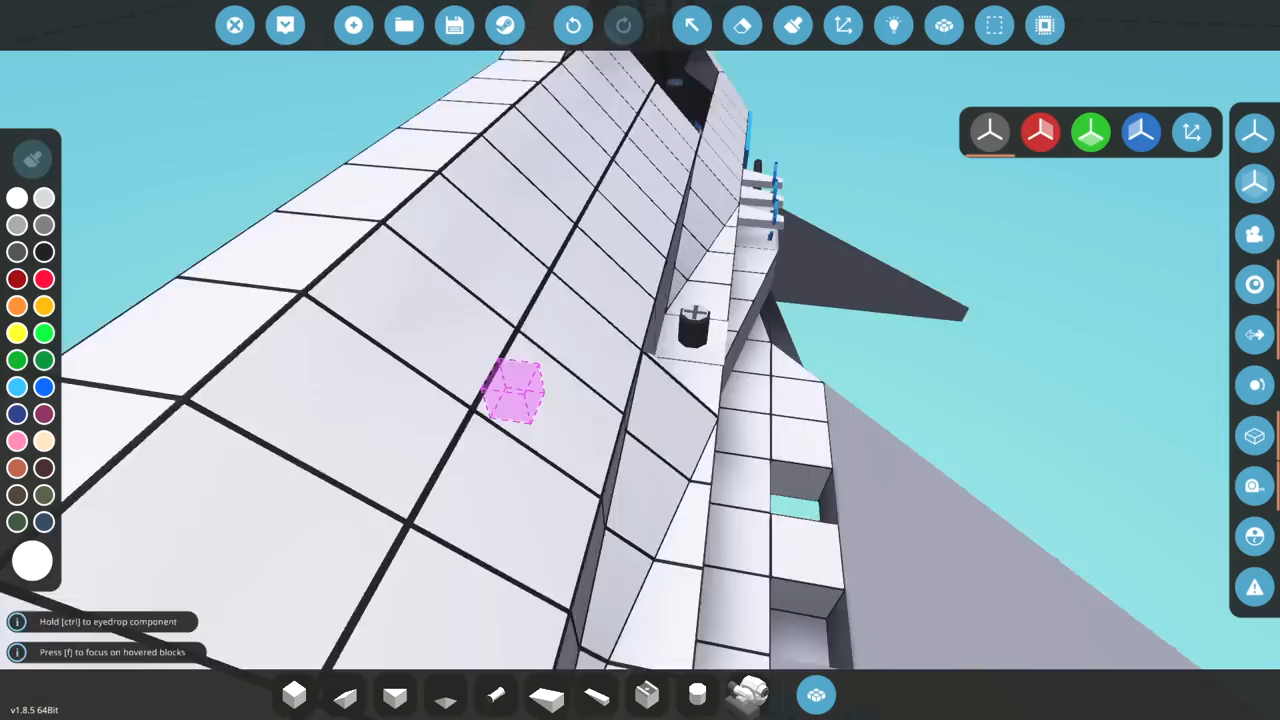 Hold [ctrl] to eyedrop component
Press [f] to focus on hovered blocks
v1.8.5 64Bit